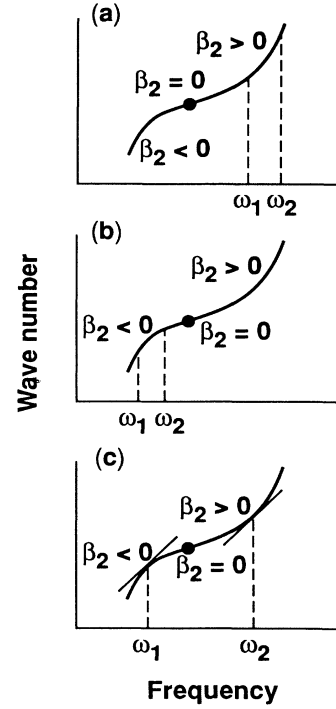 (a)
β₂ > 0
β₂ = 0
β₂ < 0
ω₁ ω₂
(b)
β₂ > 0
β₂ < 0
β₂ = 0
ω₁ ω₂
(c)
β₂ > 0
β₂ < 0
β₂ = 0
ω₁ ω₂
Wave number
Frequency